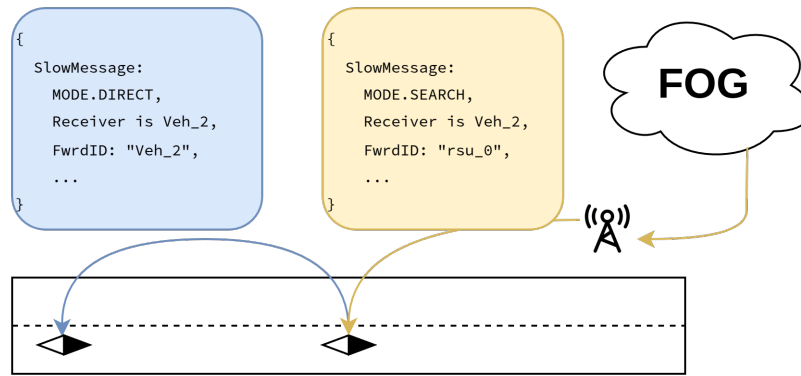 {
SlowMessage:
MODE.DIRECT,
Receiver is Veh_2,
FwrdID: "Veh_2",
...
}
{
SlowMessage:
MODE.SEARCH,
Receiver is Veh_2,
FwrdID: "rsu_0",
...
}
FOG